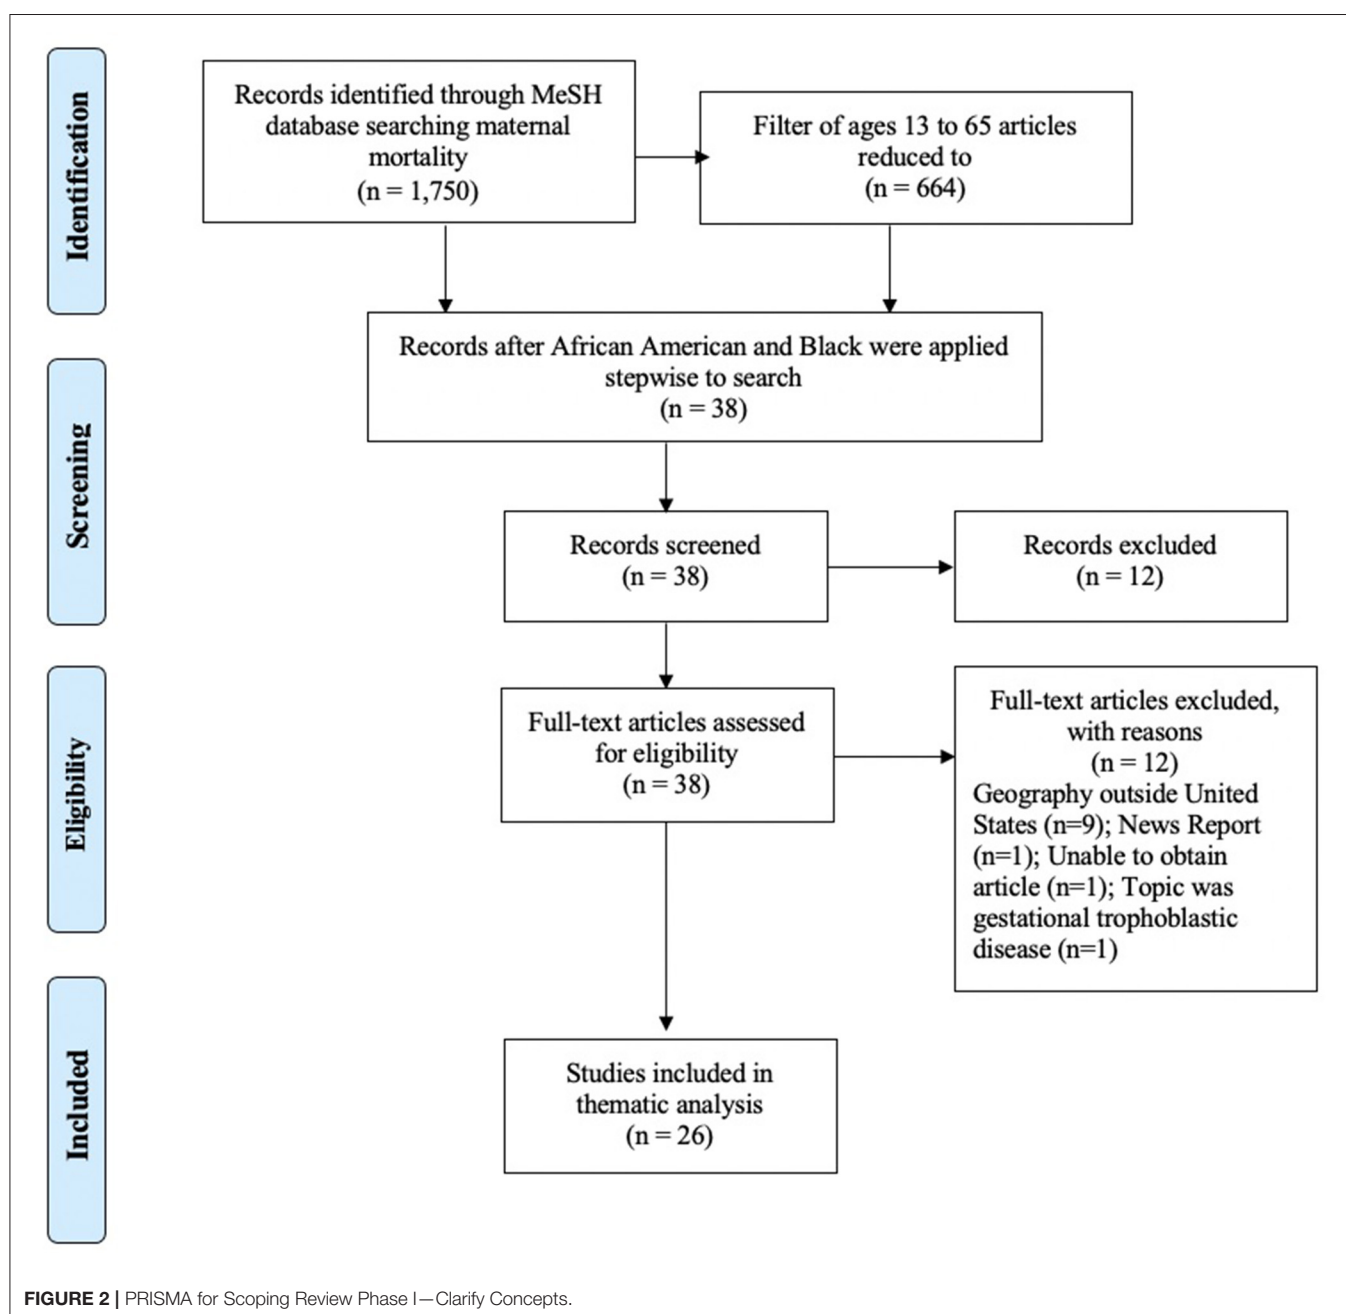 Identification
Records identified through MeSH
database searching maternal
mortality
(n = 1,750)
Filter of ages 13 to 65 articles
reduced to
(n = 664)
Records after African American and Black were applied
stepwise to search
(n = 38)
Screening
Records screened
(n = 38)
Records excluded
(n = 12)
Eligibility
Full-text articles assessed
for eligibility
(n = 38)
Full-text articles excluded,
with reasons
(n = 12)
Geography outside United
States (n=9); News Report
(n=1); Unable to obtain
article (n=1); Topic was
gestational trophoblastic
disease (n=1)
Included
Studies included in
thematic analysis
(n = 26)
FIGURE 2 | PRISMA for Scoping Review Phase I—Clarify Concepts.